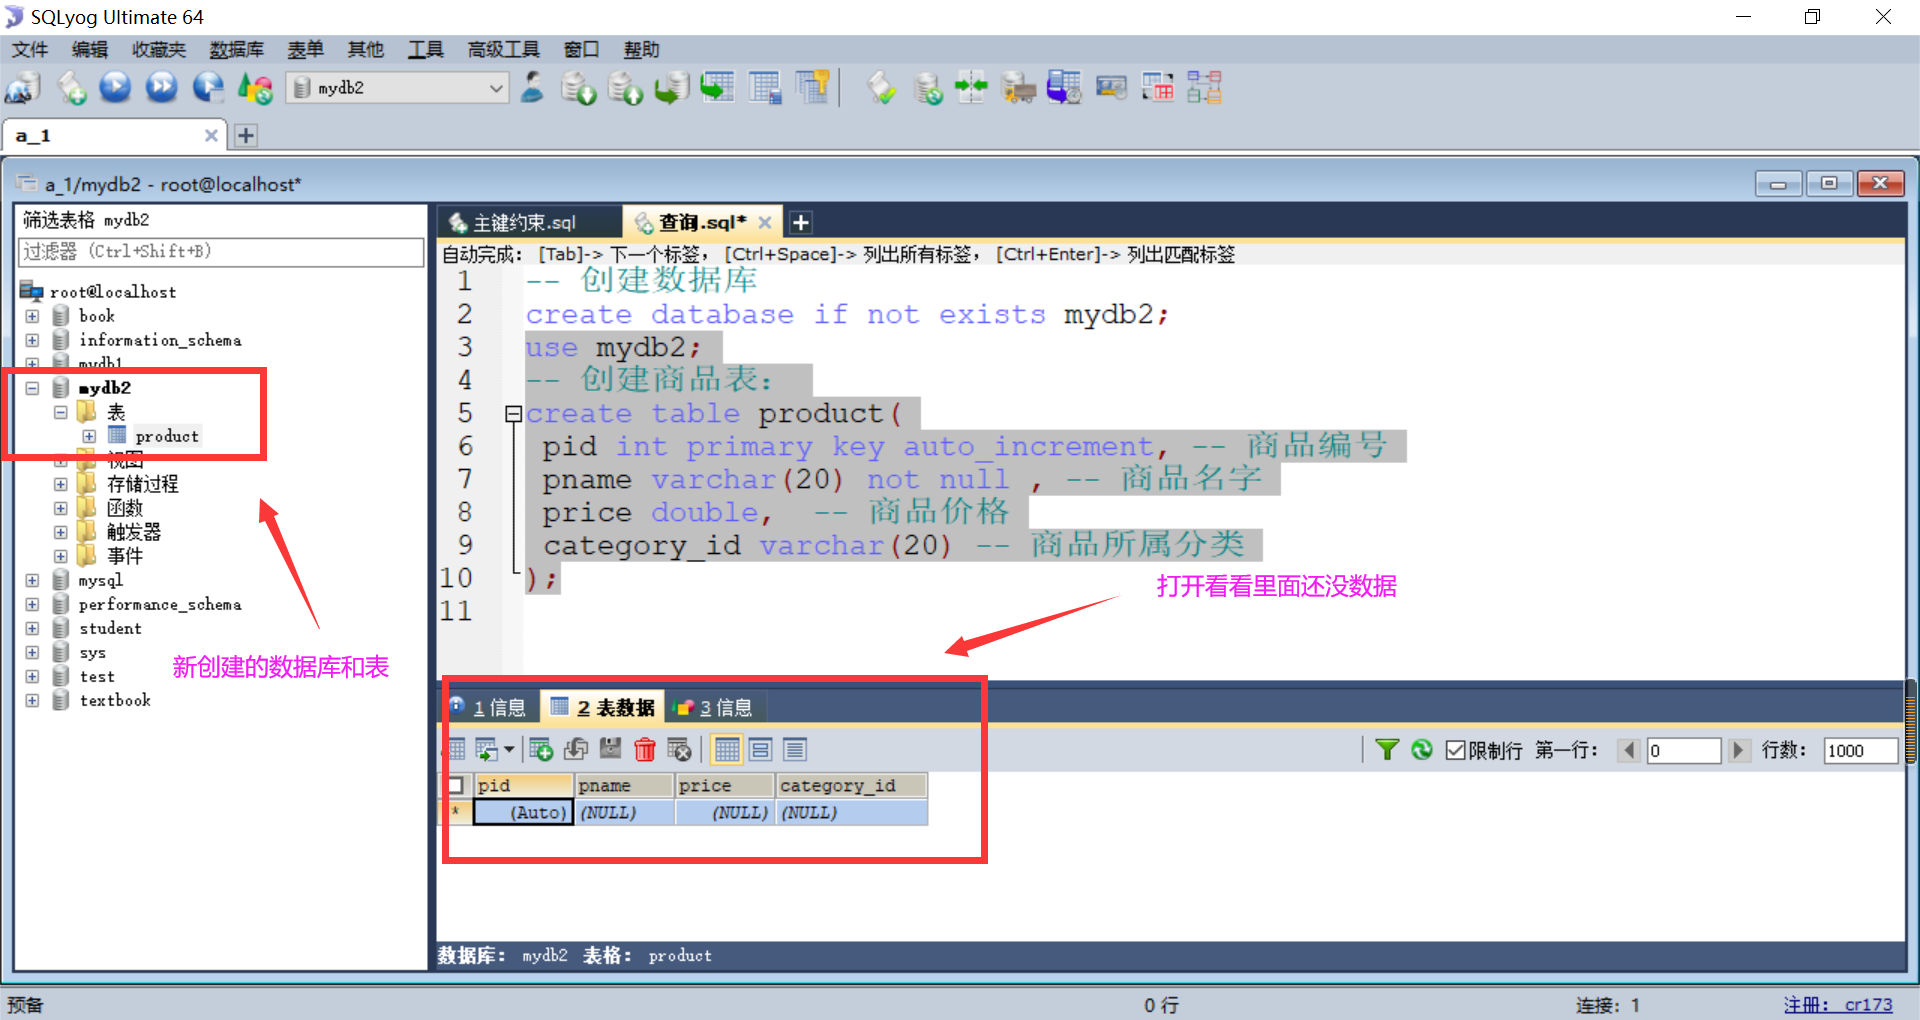 SQLyog Ultimate 64
文件 编辑 收藏夹 数据库 表单 其他 工具 高级工具 窗口 帮助
mydb2
a_1
a_1/mydb2 - root@localhost*
筛选表格 mydb2
过滤器 (Ctrl+Shift+B)
root@localhost
book
information_schema
mydb1
mydb2
表
product
视图
存储过程
函数
触发器
事件
mysql
performance_schema
student
sys
test
textbook
新创建的数据库和表
主键约束.sql 查询.sql*
自动完成: [Tab]-> 下一个标签, [Ctrl+Space]-> 列出所有标签, [Ctrl+Enter]-> 列出匹配标签
1 -- 创建数据库
2 create database if not exists mydb2;
3 use mydb2;
4 -- 创建商品表:
5 create table product(
6 pid int primary key auto_increment, -- 商品编号
7 pname varchar(20) not null , -- 商品名字
8 price double, -- 商品价格
9 category_id varchar(20) -- 商品所属分类
10 );
11
打开看看里面还没数据
1 信息 2 表数据 3 信息
限制行 第一行: 0 行数: 1000
pid pname price category_id
* (Auto) (NULL) (NULL) (NULL)
数据库: mydb2 表格: product
预备 0 行 连接: 1 注册: cr173